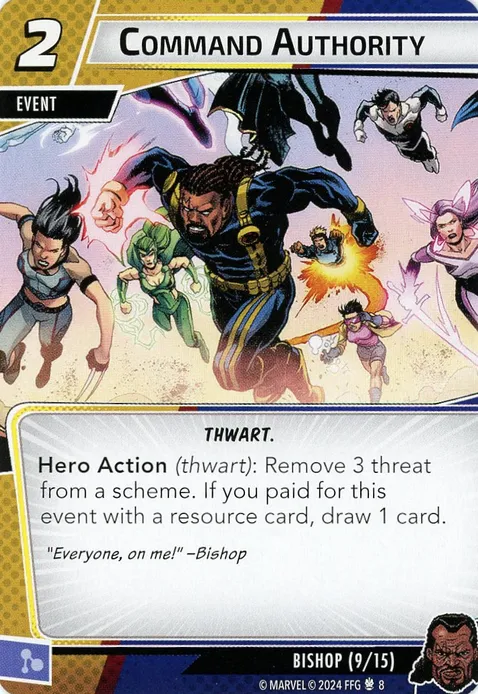 2
COMMAND AUTHORITY
EVENT
THWART.
Hero Action (thwart): Remove 3 threat
from a scheme. If you paid for this
event with a resource card, draw 1 card.
"Everyone, on me!" –Bishop
BISHOP (9/15)
© MARVEL © 2024 FFG 8